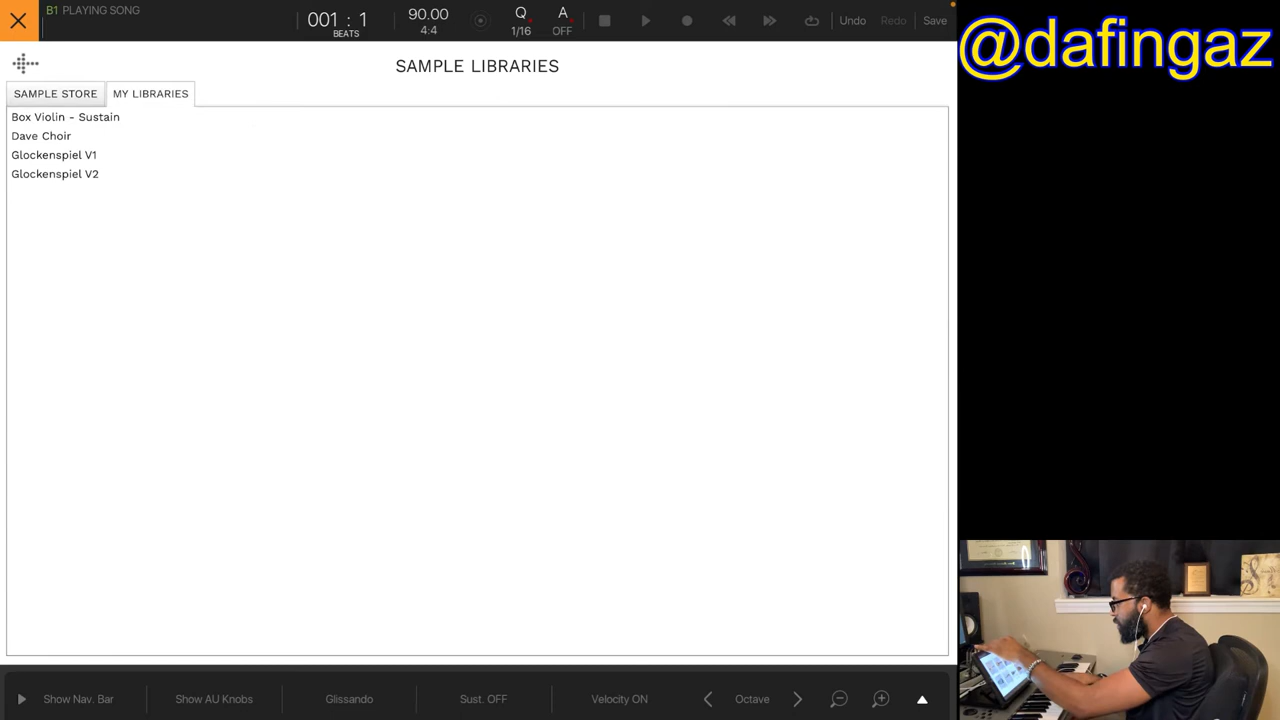 B1 PLAYING SONG
001 : 1
BEATS
90.00
4:4
Q
1/16
A
OFF
Undo
Redo
Save
@dafingaz
SAMPLE LIBRARIES
SAMPLE STORE
MY LIBRARIES
Box Violin - Sustain
Dave Choir
Glockenspiel V1
Glockenspiel V2
Show Nav. Bar
Show AU Knobs
Glissando
Sust. OFF
Velocity ON
Octave